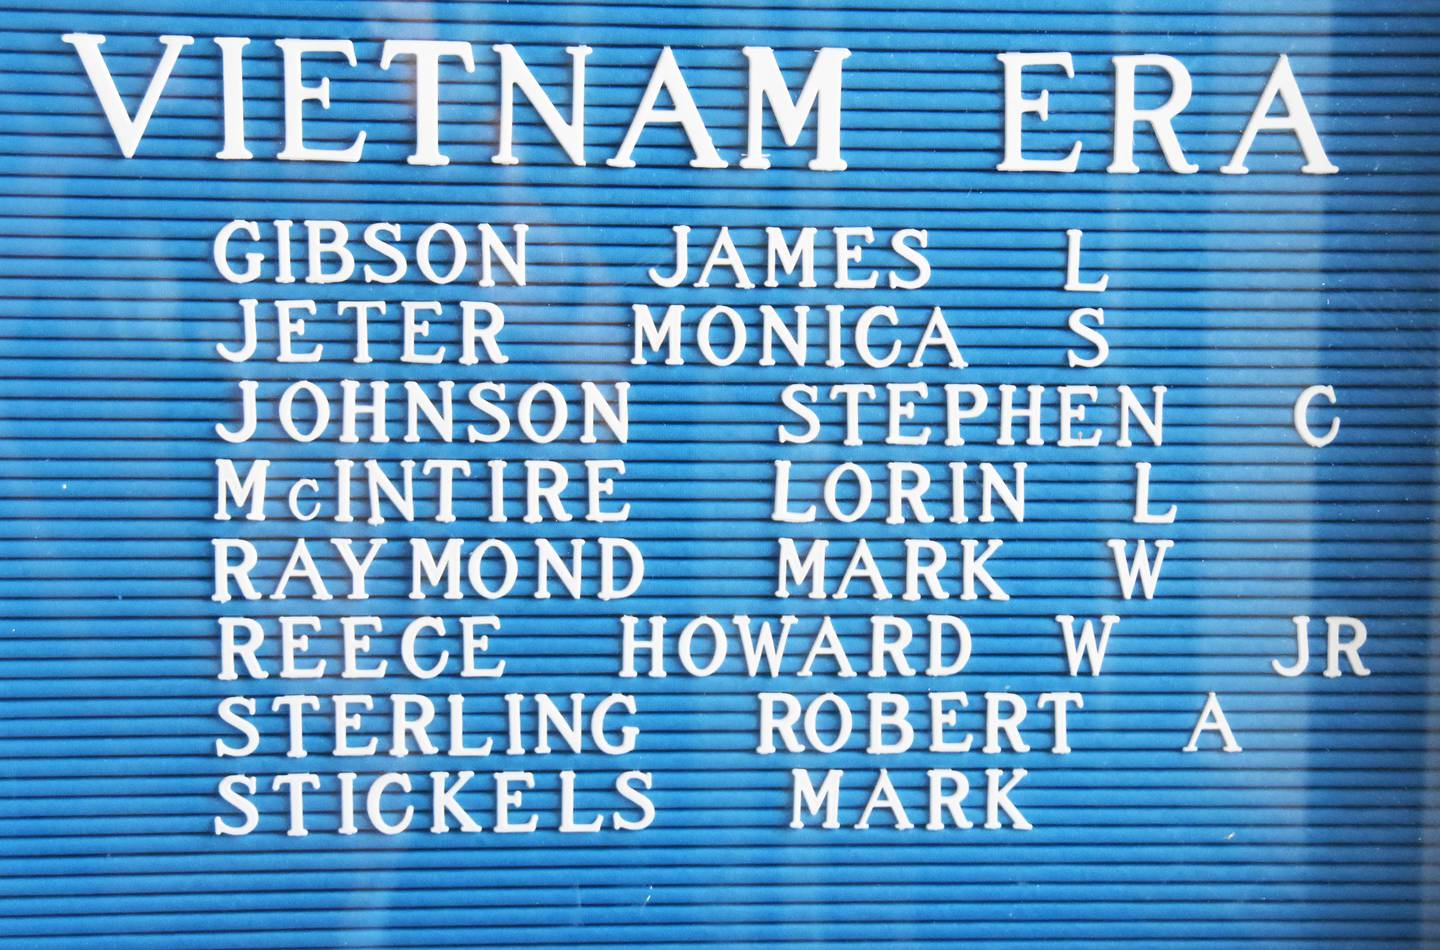 VIETNAM ERA
GIBSON JAMES L
JETER MONICA S
JOHNSON STEPHEN C
McINTIRE LORIN L
RAYMOND MARK W
REECE HOWARD W JR
STERLING ROBERT A
STICKELS MARK